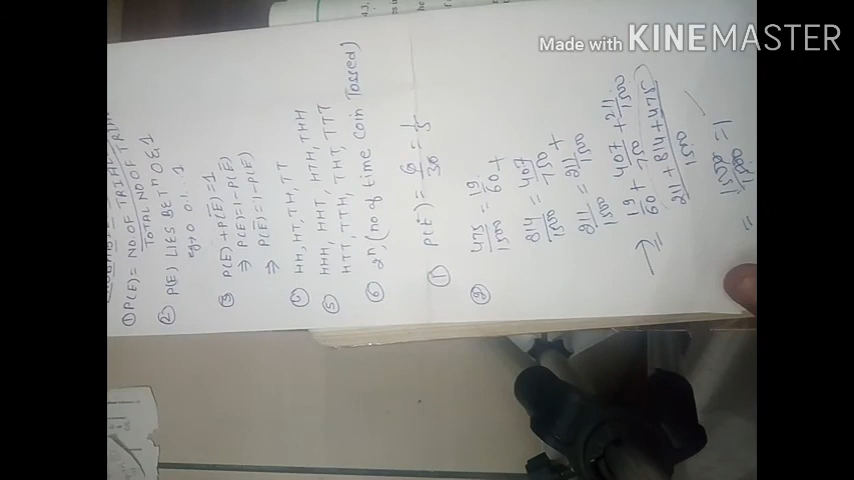 Made with KINEMASTER
① P(E) = NO. OF TRIAL
TOTAL NO OF TRIAL
② P(E) LIES BETⁿ 0 & 1
eg → 0 0.1 .. 1
③ P(E) + P(E̅) = 1
⇒ P(E) = 1 - P(E̅)
⇒ P(E̅) = 1 - P(E)
④ HH, HT, TH, TT
⑤ HHH, HHT, HTH, THH
HTT, TTH, THT, TTT
⑥ 2ⁿ, (no of time coin Tossed)
① P(E) = 6/30 = 1/5
② 475/1500 = 19/60 +
814/1500 = 407/750 +
211/1500 = 211/1500
⇒ 19/60 + 407/750 + 211/1500
= 211 + 814 + 475/1500
= 1500/1500 = 1